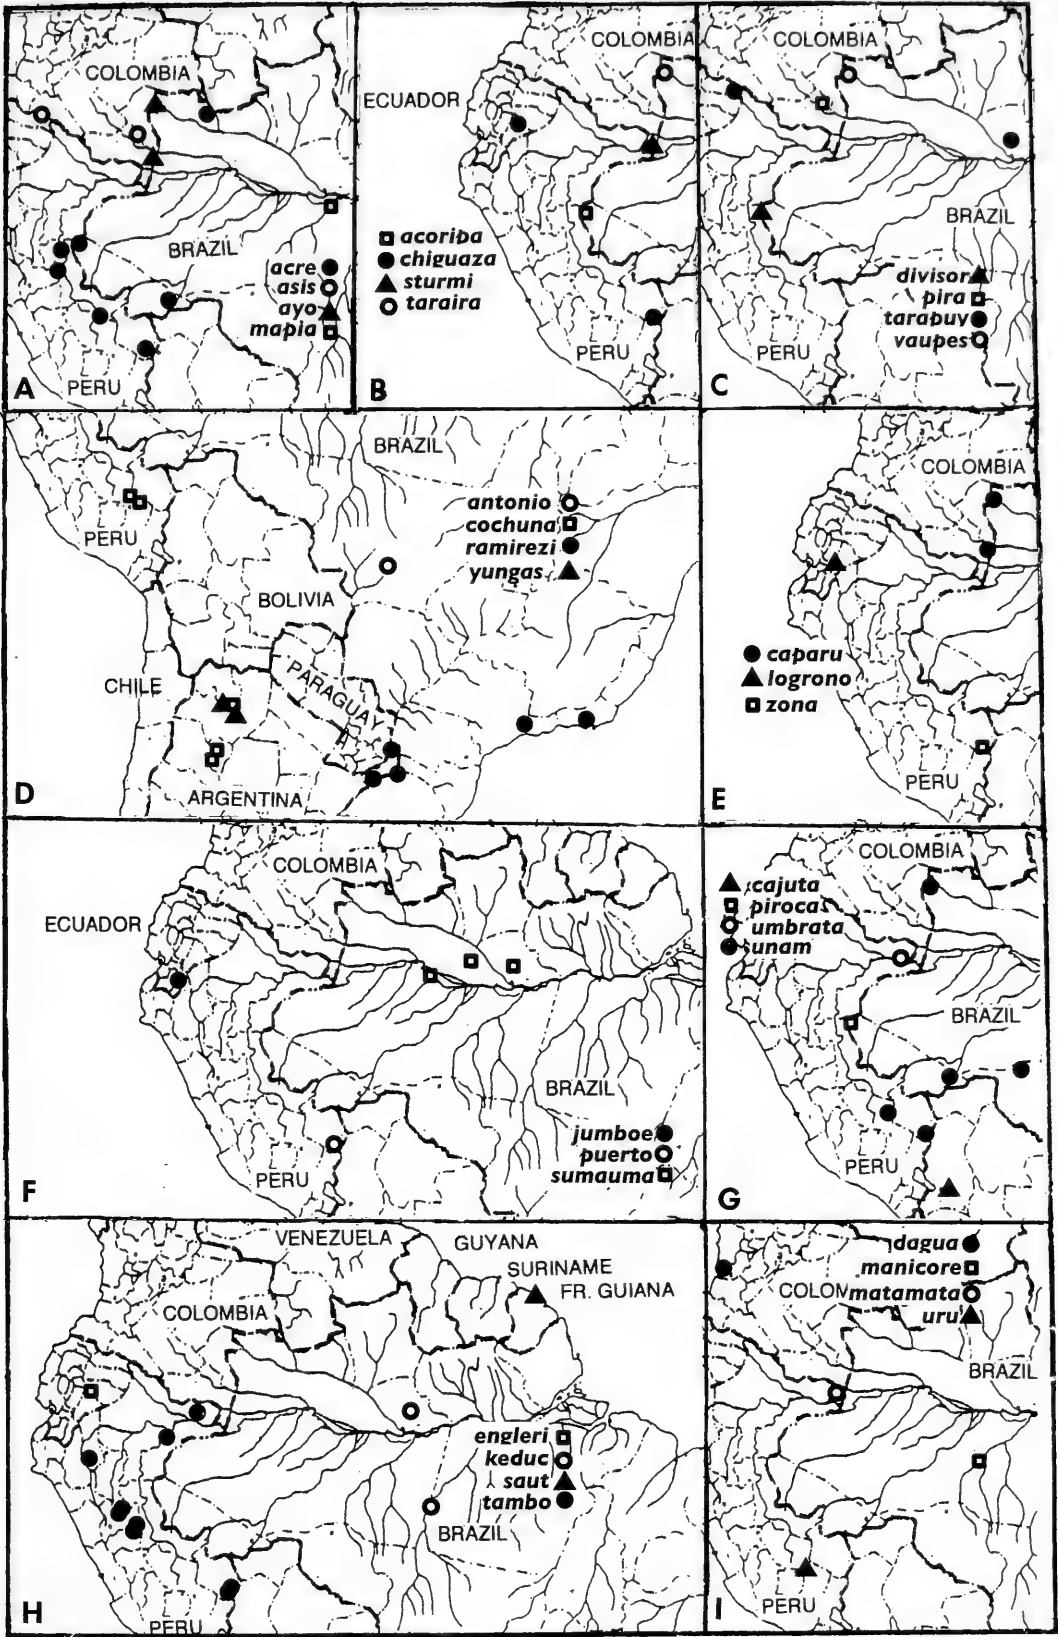 COLOMBIA
BRAZIL
acre
asis
ayo
mapia
PERU
A
COLOMBIA
ECUADOR
acoripa
chiguaza
sturmi
taraira
PERU
B
COLOMBIA
BRAZIL
divisor
pira
tarapuy
vaupes
PERU
C
BRAZIL
antonio
cochuna
ramirezi
yungas
PERU
BOLIVIA
CHILE
PARAGUAY
ARGENTINA
D
COLOMBIA
caparu
logrono
zona
PERU
E
COLOMBIA
ECUADOR
BRAZIL
jumboe
puerto
sumauma
PERU
F
COLOMBIA
cajuta
pirocas
umbrata
unam
BRAZIL
PERU
G
VENEZUELA
GUYANA
SURINAME
FR. GUIANA
COLOMBIA
engleri
keduc
saut
tambo
BRAZIL
PERU
H
dagua
manicore
COLOM matamata
uru
BRAZIL
PERU
I